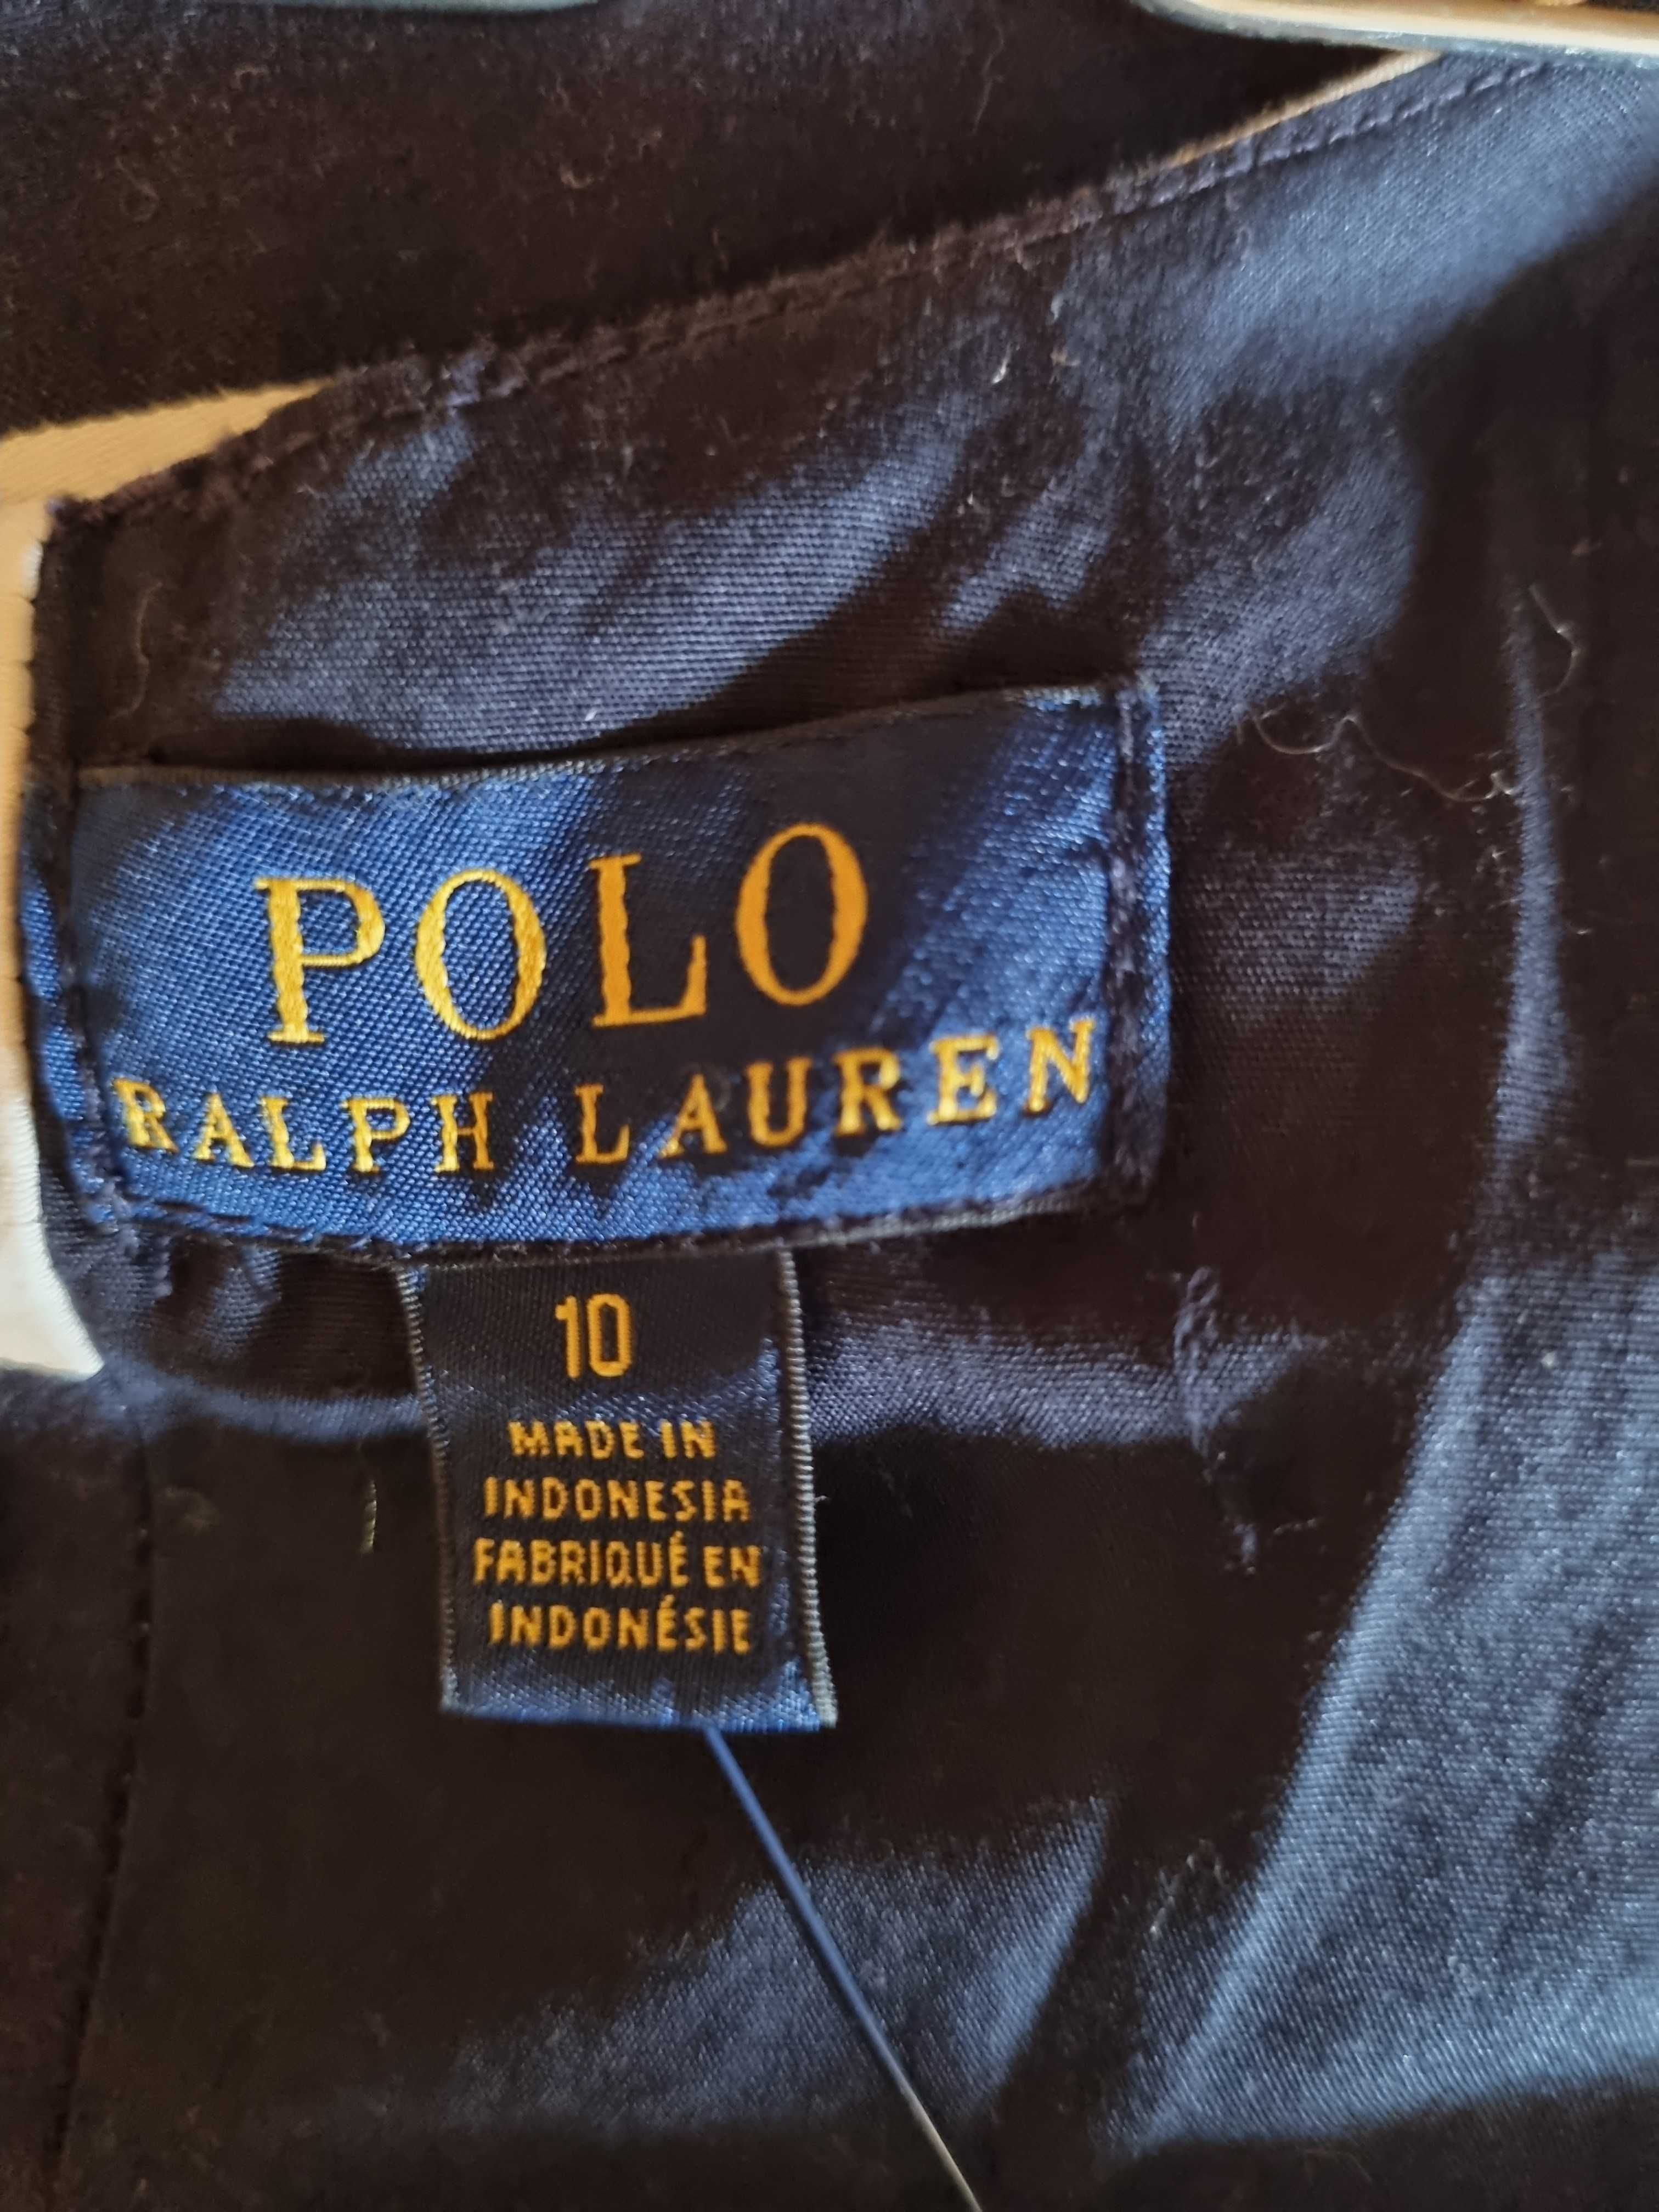 POLO
RALPH LAUREN
10
MADE IN
INDONESIA
FABRIQUÉ EN
INDONÉSIE